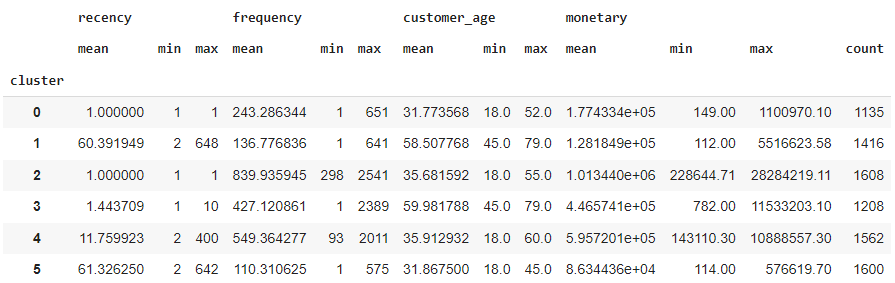 recency frequency customer_age monetary
mean min max mean min max mean min max mean min max count
cluster
0 1.000000 1 1 243.286344 1 651 31.773568 18.0 52.0 1.774334e+05 149.00 1100970.10 1135
1 60.391949 2 648 136.776836 1 641 58.507768 45.0 79.0 1.281849e+05 112.00 5516623.58 1416
2 1.000000 1 1 839.935945 298 2541 35.681592 18.0 55.0 1.013440e+06 228644.71 28284219.11 1608
3 1.443709 1 10 427.120861 1 2389 59.981788 45.0 79.0 4.465741e+05 782.00 11533203.10 1208
4 11.759923 2 400 549.364277 93 2011 35.912932 18.0 60.0 5.957201e+05 143110.30 10888557.30 1562
5 61.326250 2 642 110.310625 1 575 31.867500 18.0 45.0 8.634436e+04 114.00 576619.70 1600